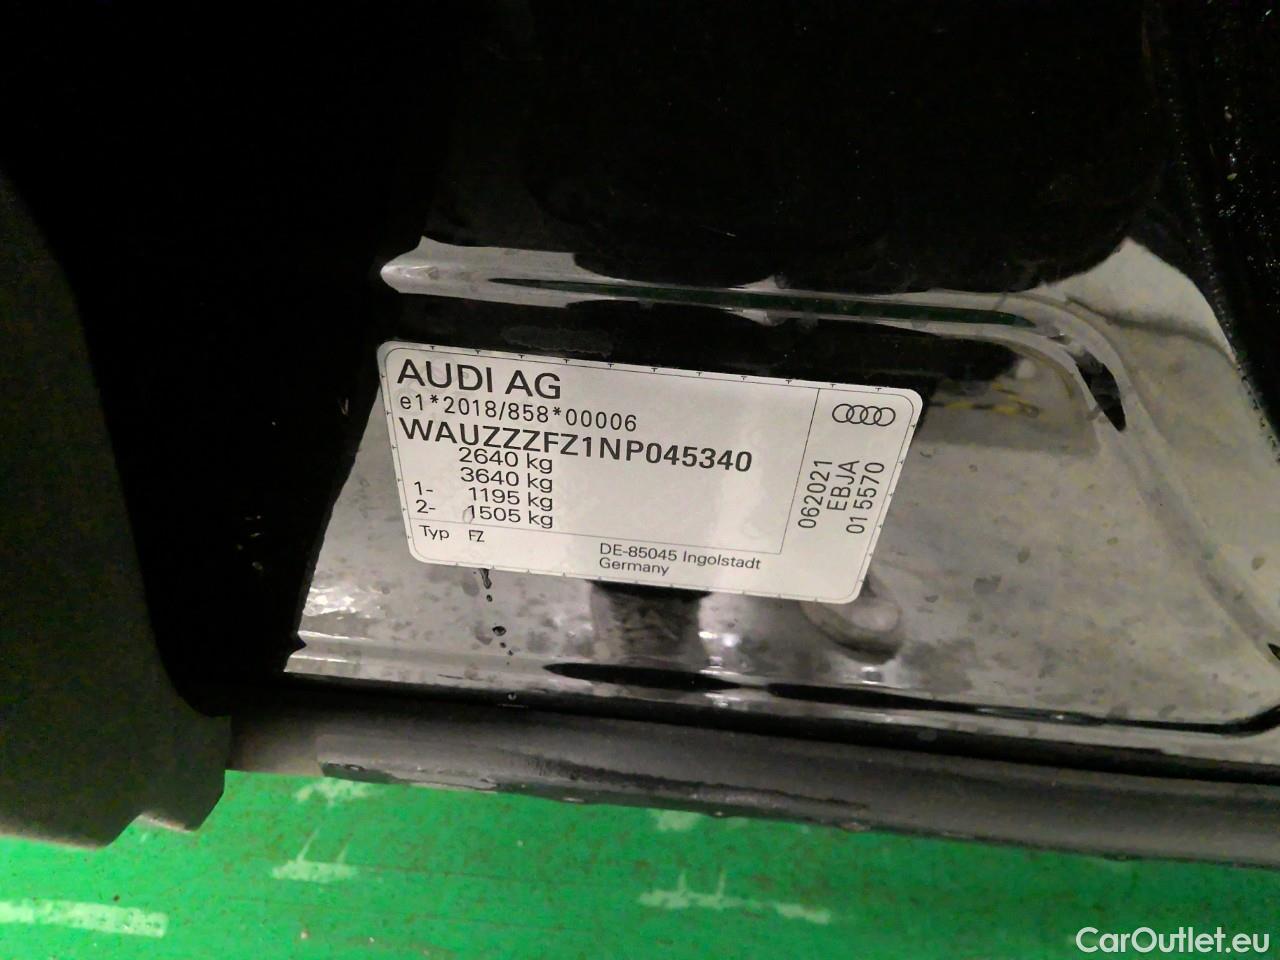 AUDI AG
e1*2018/858*00006
WAUZZZFZ1NP045340
2640 kg
3640 kg
1- 1195 kg
2- 1505 kg
Typ FZ
DE-85045 Ingolstadt
Germany
062021
EBJA
015570
CarOutlet.eu